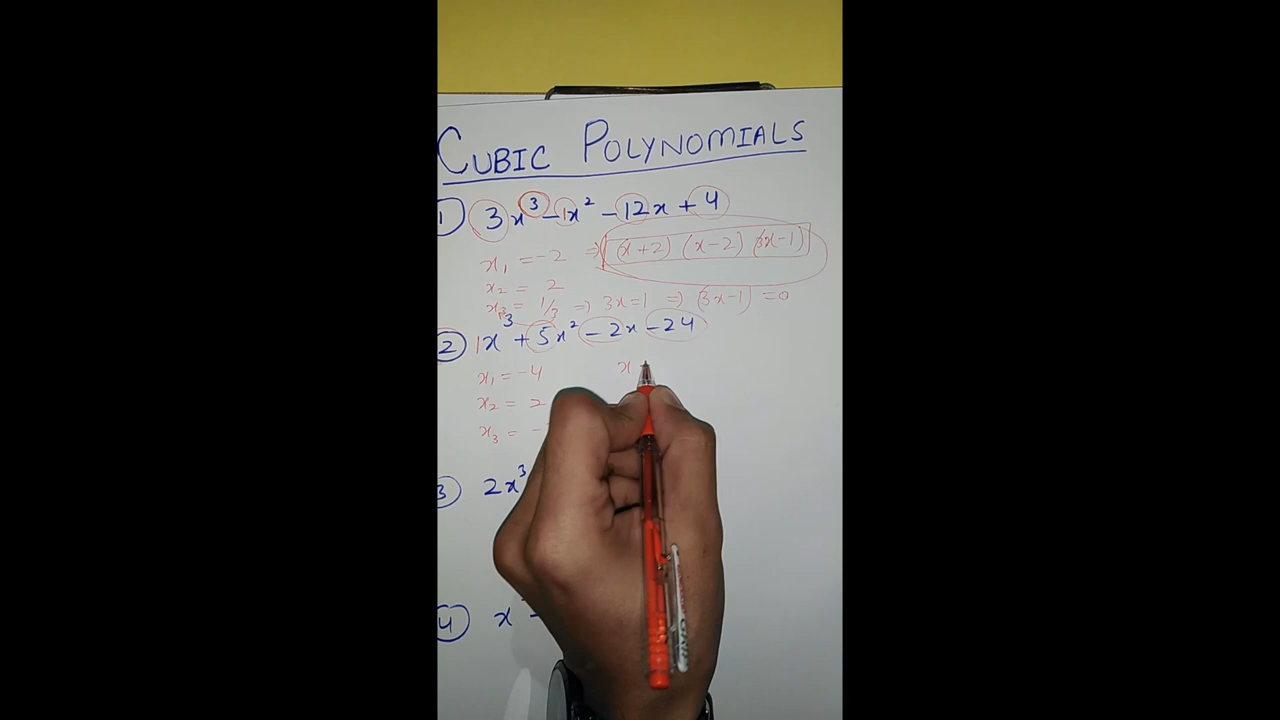 CUBIC POLYNOMIALS
1 3x³ - 1x² - 12x + 4
x₁ = -2 ⇒ (x+2) (x-2) (3x-1)
x₂ = 2
x₃ = 1/3 ⇒ 3x=1 ⇒ (3x-1) =0
2 1x³ + 5x² - 2x - 24
x₁ = -4 x
x₂ = 2
x₃ = -
3 2x³
4 x -